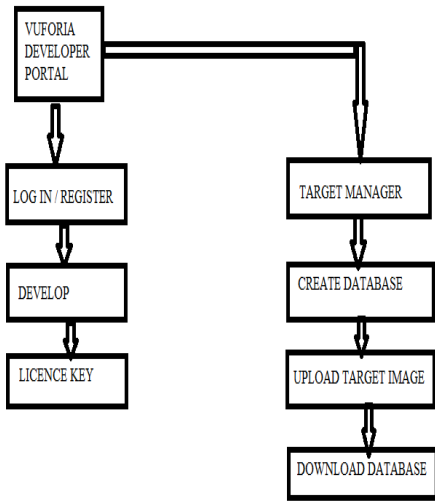 VUFORIA
DEVELOPER
PORTAL
LOG IN / REGISTER
DEVELOP
LICENCE KEY
TARGET MANAGER
CREATE DATABASE
UPLOAD TARGET IMAGE
DOWNLOAD DATABASE